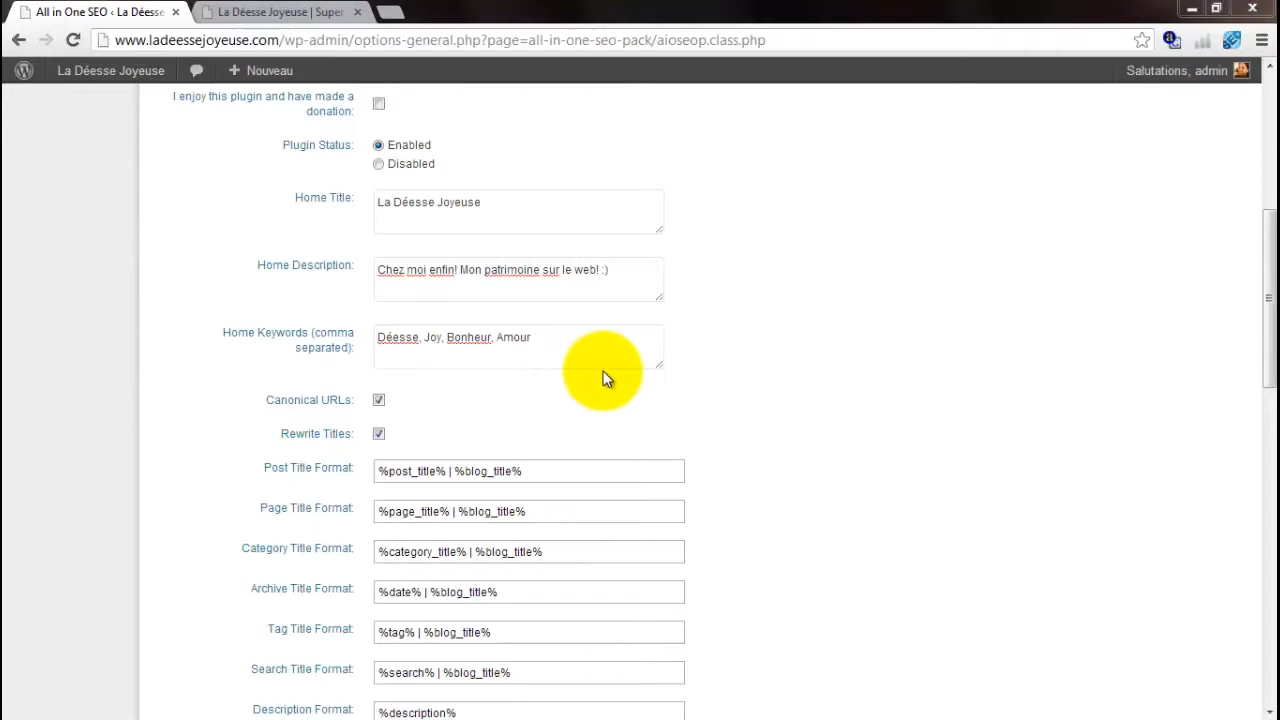 All in One SEO ‹ La Déesse
La Déesse Joyeuse | Super
www.ladeessejoyeuse.com/wp-admin/options-general.php?page=all-in-one-seo-pack/aioseop.class.php
La Déesse Joyeuse
Nouveau
Salutations, admin
I enjoy this plugin and have made a
donation:
Plugin Status:
Enabled
Disabled
Home Title:
La Déesse Joyeuse
Home Description:
Chez moi enfin! Mon patrimoine sur le web! :)
Home Keywords (comma
separated):
Déesse, Joy, Bonheur, Amour
Canonical URLs:
Rewrite Titles:
Post Title Format:
%post_title% | %blog_title%
Page Title Format:
%page_title% | %blog_title%
Category Title Format:
%category_title% | %blog_title%
Archive Title Format:
%date% | %blog_title%
Tag Title Format:
%tag% | %blog_title%
Search Title Format:
%search% | %blog_title%
Description Format:
%description%